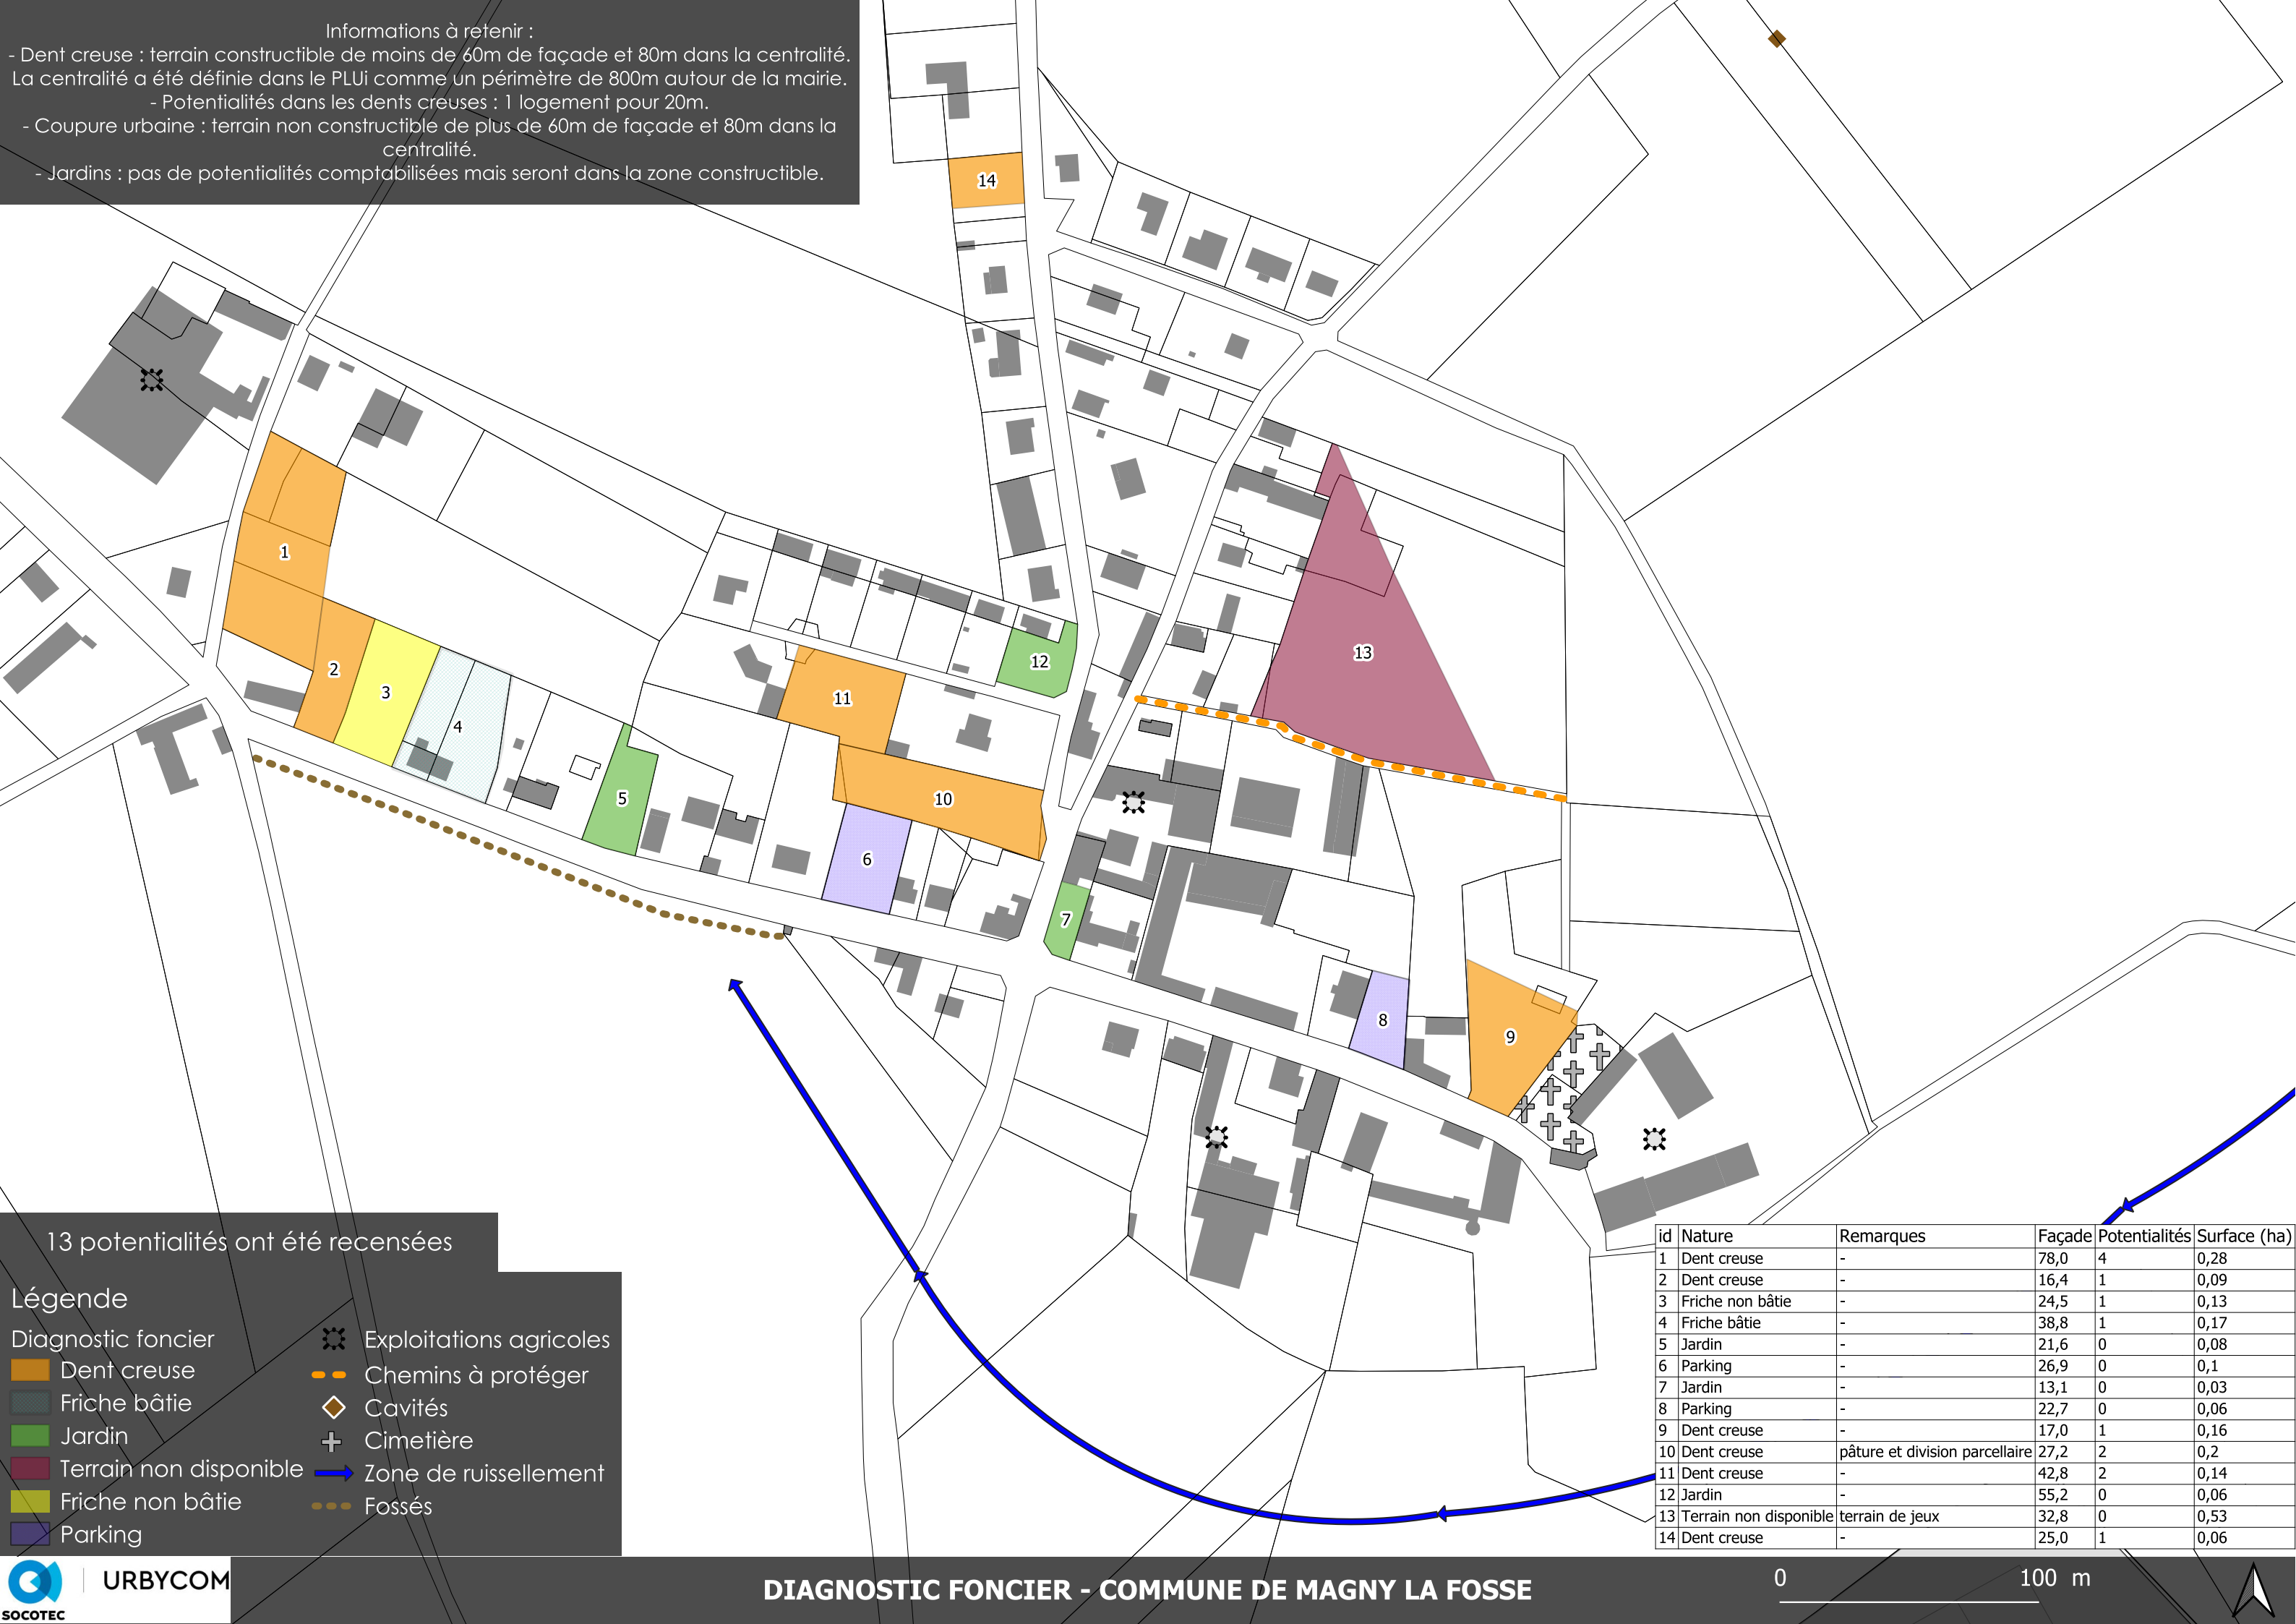 Informations à retenir :
- Dent creuse : terrain constructible de moins de 60m de façade et 80m dans la centralité.
La centralité a été définie dans le PLUi comme un périmètre de 800m autour de la mairie.
- Potentialités dans les dents creuses : 1 logement pour 20m.
- Coupure urbaine : terrain non constructible de plus de 60m de façade et 80m dans la
centralité.
- Jardins : pas de potentialités comptabilisées mais seront dans la zone constructible.
14
1
2
3
4
5
6
7
8
9
10
11
12
13
13 potentialités ont été recensées
Légende
Diagnostic foncier
Dent creuse
Friche bâtie
Jardin
Terrain non disponible
Friche non bâtie
Parking
Exploitations agricoles
Chemins à protéger
Cavités
Cimetière
Zone de ruissellement
Fossés
id Nature Remarques Façade Potentialités Surface (ha)
1 Dent creuse - 78,0 4 0,28
2 Dent creuse - 16,4 1 0,09
3 Friche non bâtie - 24,5 1 0,13
4 Friche bâtie - 38,8 1 0,17
5 Jardin - 21,6 0 0,08
6 Parking - 26,9 0 0,1
7 Jardin - 13,1 0 0,03
8 Parking - 22,7 0 0,06
9 Dent creuse - 17,0 1 0,16
10 Dent creuse pâture et division parcellaire 27,2 2 0,2
11 Dent creuse - 42,8 2 0,14
12 Jardin - 55,2 0 0,06
13 Terrain non disponible terrain de jeux 32,8 0 0,53
14 Dent creuse - 25,0 1 0,06
SOCOTEC
URBYCOM
DIAGNOSTIC FONCIER - COMMUNE DE MAGNY LA FOSSE
0 100 m